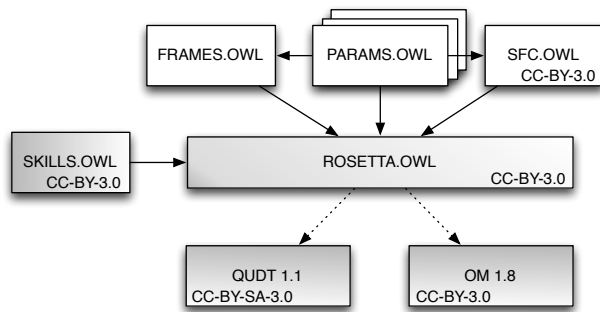 FRAMES.OWL
PARAMS.OWL
SFC.OWL
CC-BY-3.0
SKILLS.OWL
CC-BY-3.0
ROSETTA.OWL
CC-BY-3.0
QUDT 1.1
CC-BY-SA-3.0
OM 1.8
CC-BY-3.0